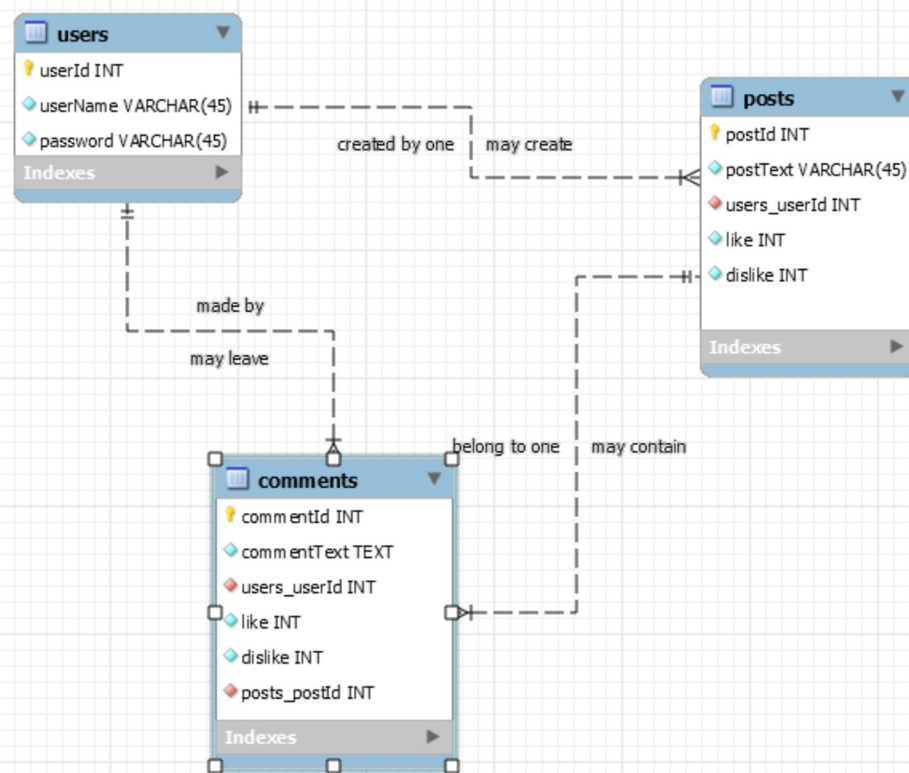 users
userId INT
userName VARCHAR(45)
password VARCHAR(45)
Indexes
created by one
may create
posts
postId INT
postText VARCHAR(45)
users_userId INT
like INT
dislike INT
Indexes
made by
may leave
belong to one
may contain
comments
commentId INT
commentText TEXT
users_userId INT
like INT
dislike INT
posts_postId INT
Indexes